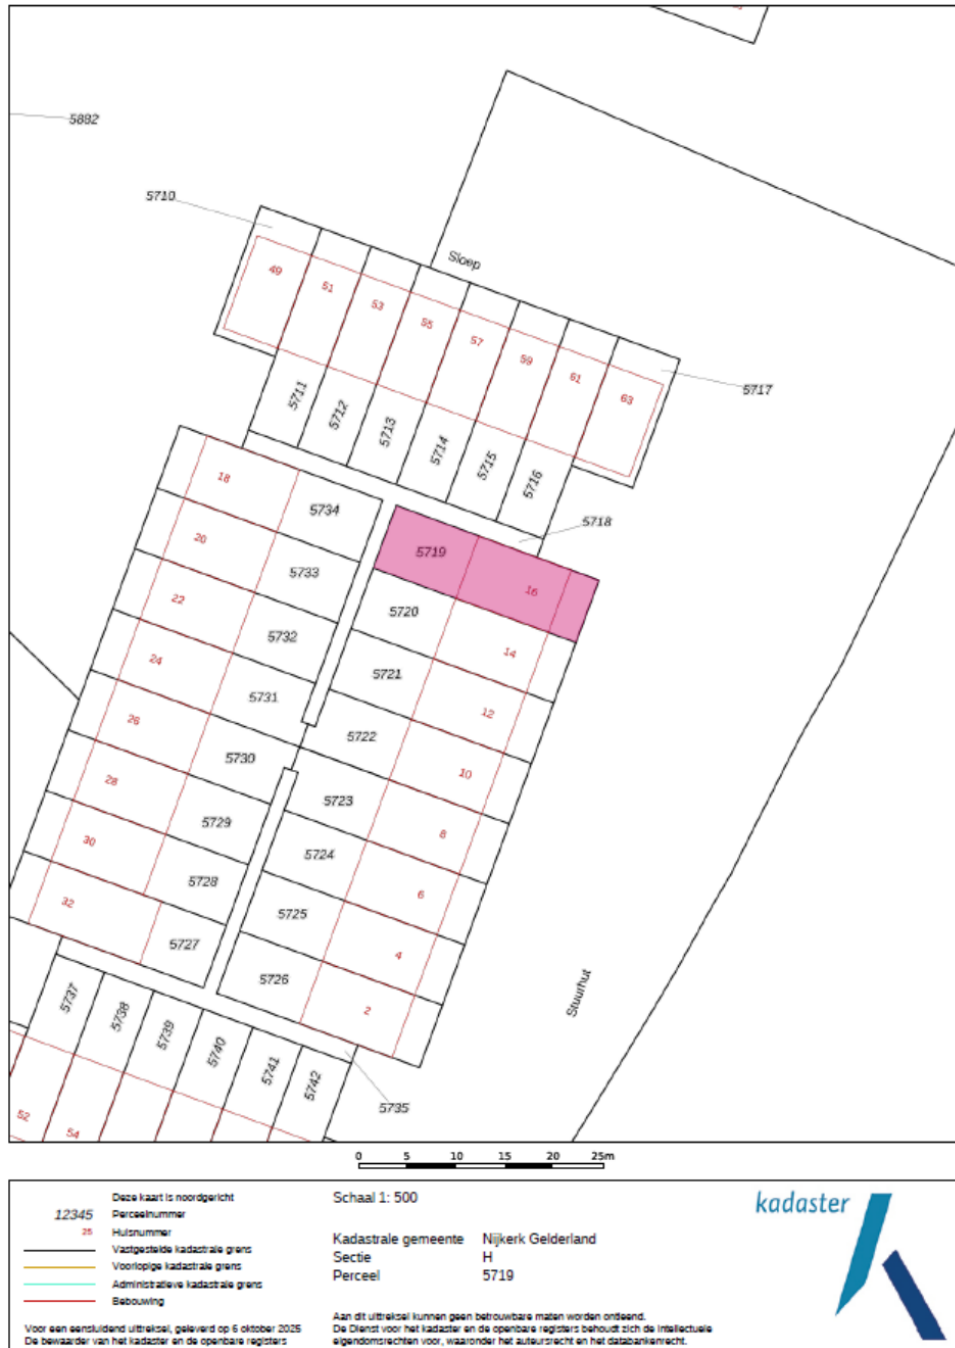 5882
5710
Sloep
49
51
53
55
57
59
61
63
5717
5711
5712
5713
5714
5715
5716
5718
18
5734
5719
16
20
5733
5720
14
22
5732
5721
12
24
5731
5722
10
26
5730
5723
8
28
5729
5724
6
30
5728
5725
4
32
5727
5726
2
Stuurhut
5737
5738
5739
5740
5741
5742
5735
52
54
0 5 10 15 20 25m
Deze kaart is noordgericht
12345 Perceelnummer
25 Huisnummer
Vastgestelde kadastrale grens
Voorlopige kadastrale grens
Administratieve kadastrale grens
Bebouwing
Voor een eensluidend uittreksel, geleverd op 6 oktober 2025
De bewaarder van het kadaster en de openbare registers
Schaal 1: 500
Kadastrale gemeente Nijkerk Gelderland
Sectie H
Perceel 5719
Aan dit uittreksel kunnen geen betrouwbare maten worden ontleend.
De Dienst voor het kadaster en de openbare registers behoudt zich de intellectuele
eigendomsrechten voor, waaronder het auteursrecht en het databankenrecht.
kadaster